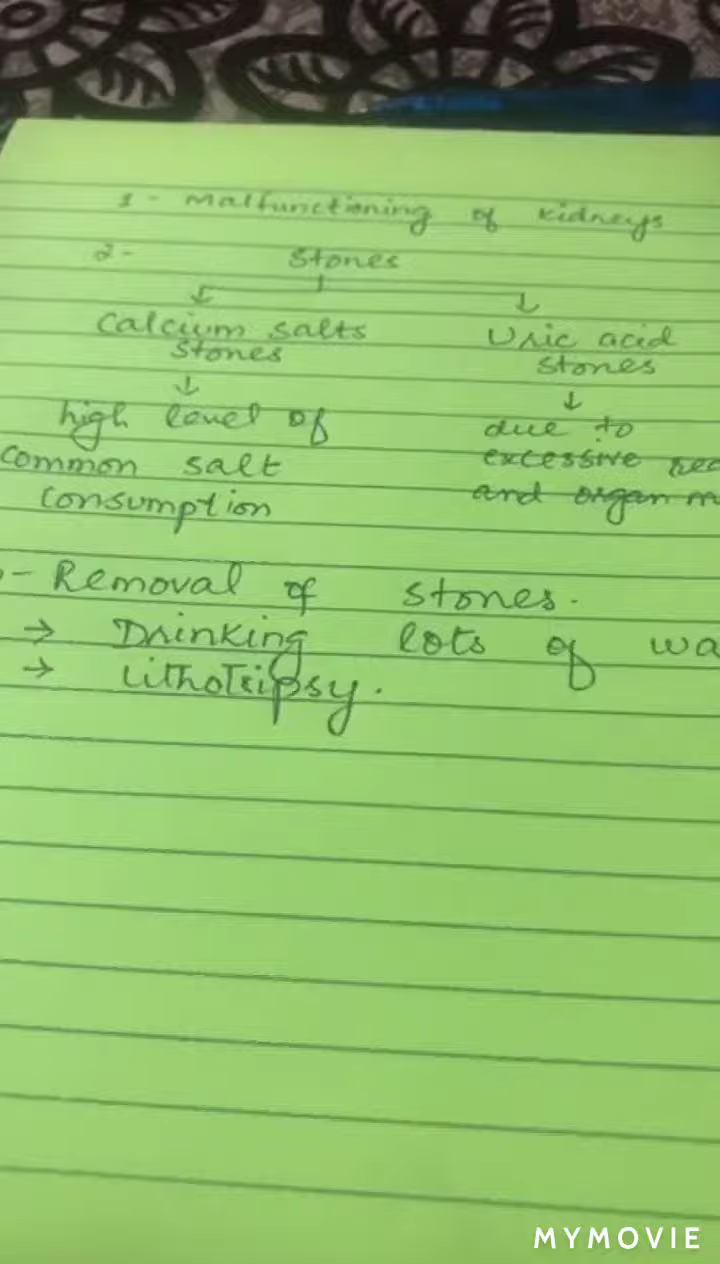 1 - Malfunctioning of kidneys
2 - Stones
Calcium salts Uric acid
stones stones
↓ ↓
high level of due to
common salt excessive
consumption and organ
- Removal of stones.
→ Drinking lots of
→ Lithotripsy.
MYMOVIE